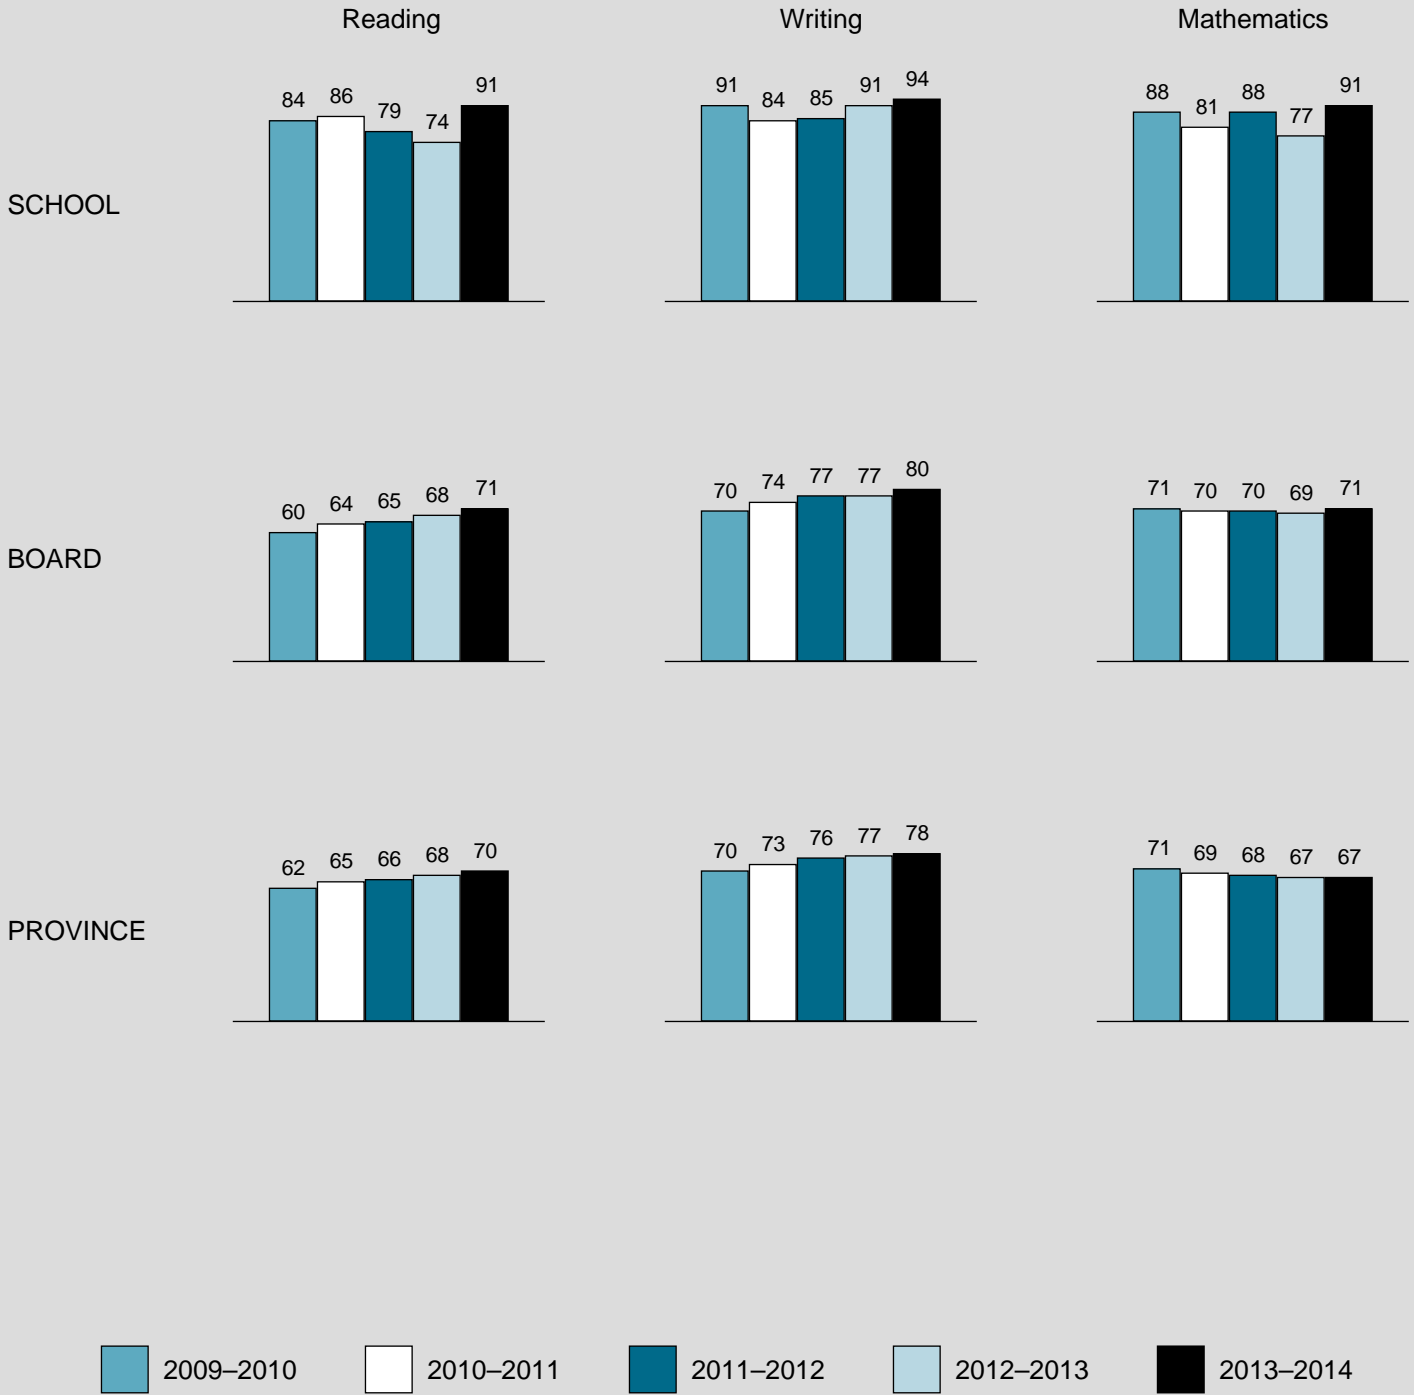 Reading Writing Mathematics
84 86 79 74 91 91 84 85 91 94 88 81 88 77 91
SCHOOL
60 64 65 68 71 70 74 77 77 80 71 70 70 69 71
BOARD
62 65 66 68 70 70 73 76 77 78 71 69 68 67 67
PROVINCE
2009–2010 2010–2011 2011–2012 2012–2013 2013–2014